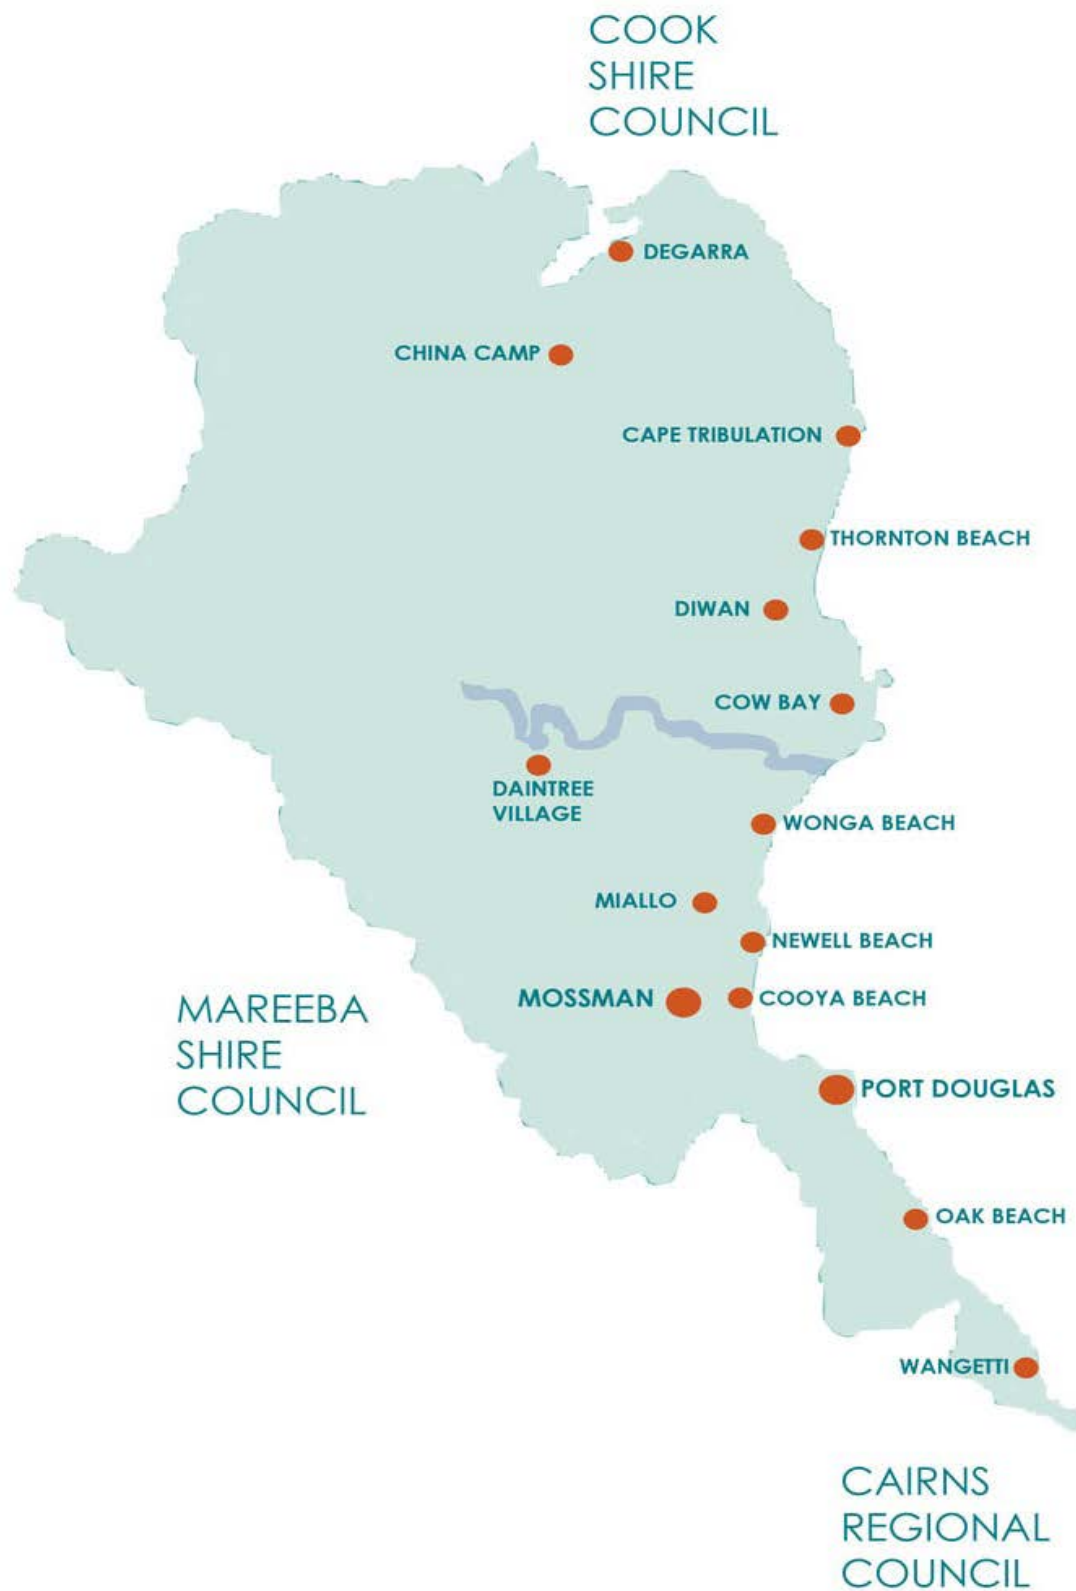 COOK
SHIRE
COUNCIL
DEGARRA
CHINA CAMP
CAPE TRIBULATION
THORNTON BEACH
DIWAN
COW BAY
DAINTREE
VILLAGE
WONGA BEACH
MIALLO
NEWELL BEACH
MOSSMAN
COOYA BEACH
MAREEBA
SHIRE
COUNCIL
PORT DOUGLAS
OAK BEACH
WANGETTI
CAIRNS
REGIONAL
COUNCIL